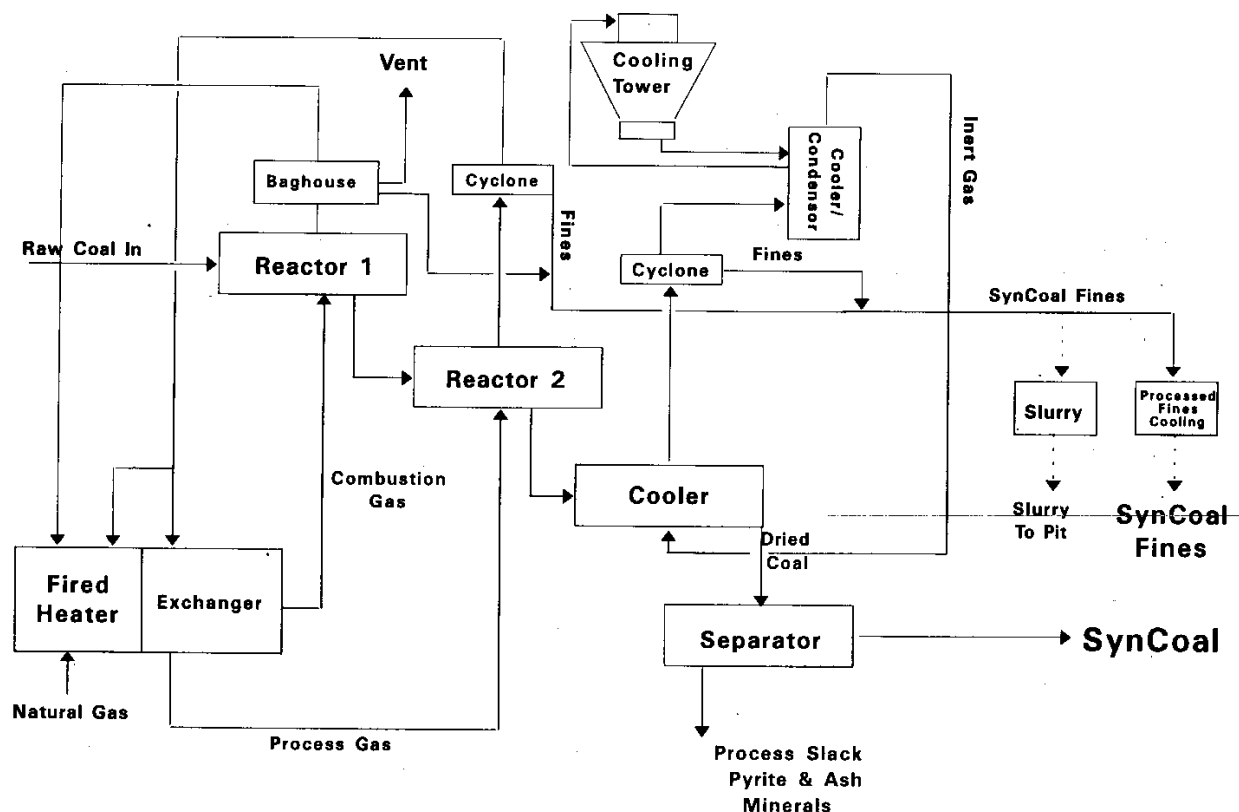 Cooling
Tower
Vent
Inert Gas
Cooler/
Condensor
Baghouse
Cyclone
Fines
Raw Coal In
Reactor 1
Cyclone
Fines
SynCoal Fines
Reactor 2
Slurry
Processed
Fines
Cooling
Combustion
Gas
Cooler
Slurry
To Pit
SynCoal
Fines
Dried
Coal
Fired
Heater
Exchanger
Separator
SynCoal
Natural Gas
Process Gas
Process Slack
Pyrite & Ash
Minerals